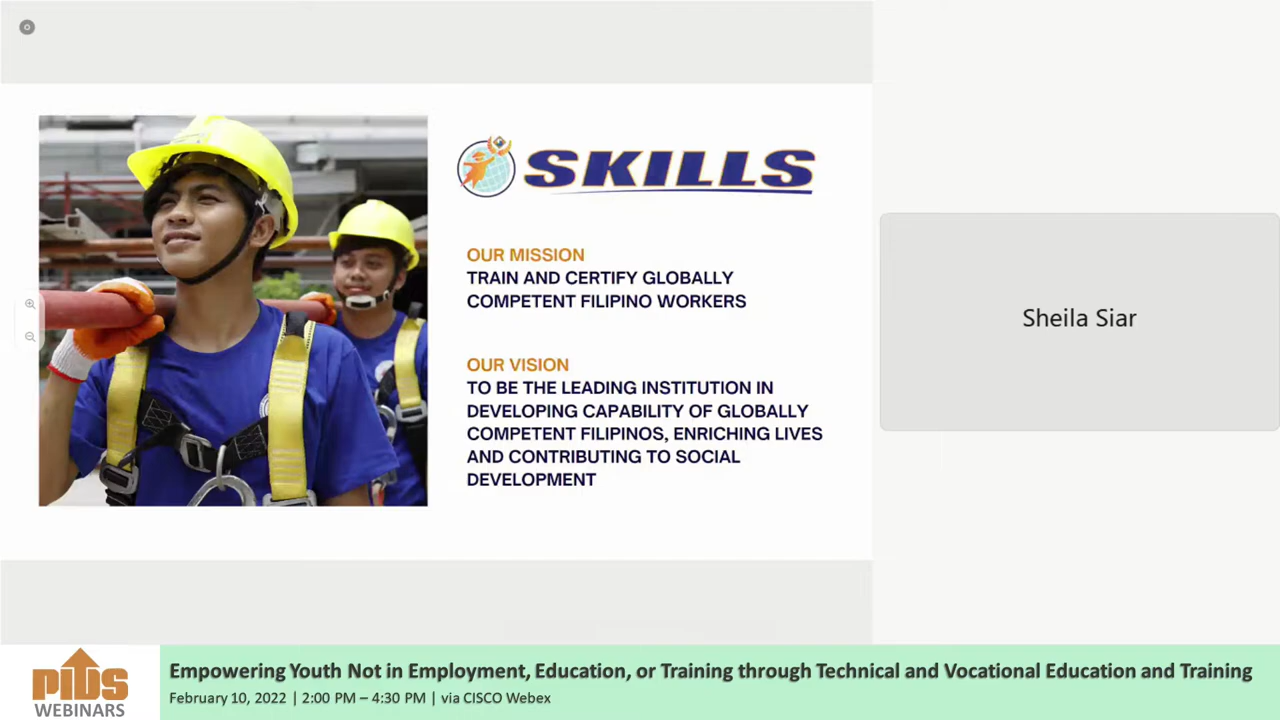 SKILLS
OUR MISSION
TRAIN AND CERTIFY GLOBALLY
COMPETENT FILIPINO WORKERS
OUR VISION
TO BE THE LEADING INSTITUTION IN
DEVELOPING CAPABILITY OF GLOBALLY
COMPETENT FILIPINOS, ENRICHING LIVES
AND CONTRIBUTING TO SOCIAL
DEVELOPMENT
Sheila Siar
pids
WEBINARS
Empowering Youth Not in Employment, Education, or Training through Technical and Vocational Education and Training
February 10, 2022 | 2:00 PM – 4:30 PM | via CISCO Webex